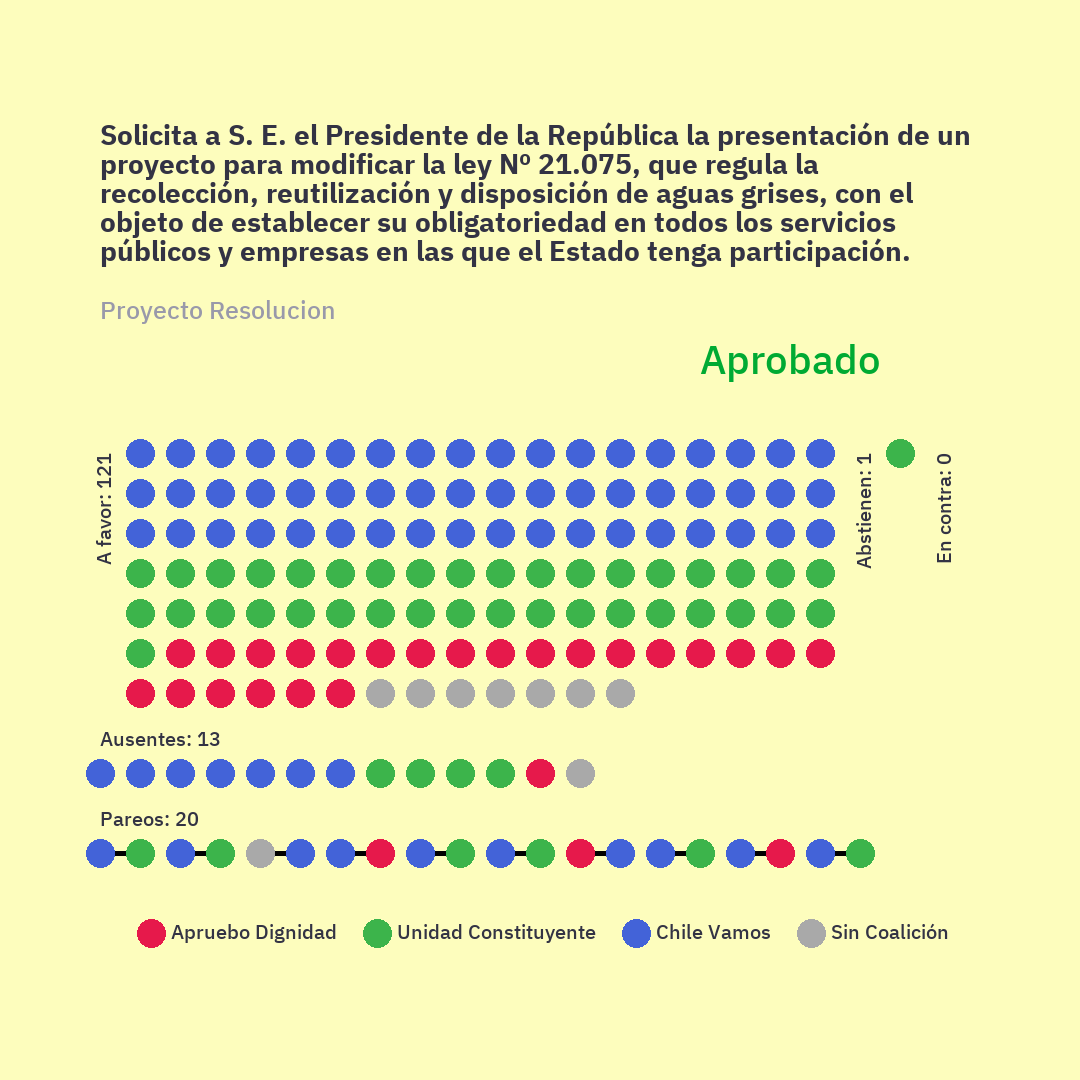 Solicita a S. E. el Presidente de la República la presentación de un
proyecto para modificar la ley Nº 21.075, que regula la
recolección, reutilización y disposición de aguas grises, con el
objeto de establecer su obligatoriedad en todos los servicios
públicos y empresas en las que el Estado tenga participación.
Proyecto Resolucion
Aprobado
A favor: 121
Abstienen: 1
En contra: 0
Ausentes: 13
Pareos: 20
Apruebo Dignidad
Unidad Constituyente
Chile Vamos
Sin Coalición